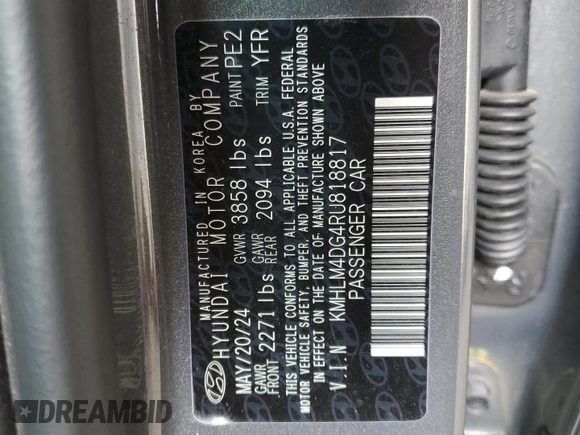 MANUFACTURED IN KOREA BY
HYUNDAI MOTOR COMPANY
MAY/20/24 GVWR 3858 lbs PAINT PE2
GAWR FRONT 2271 lbs GAWR REAR 2094 lbs TRIM YFR
THIS VEHICLE CONFORMS TO ALL APPLICABLE U.S.A. FEDERAL
MOTOR VEHICLE SAFETY, BUMPER, AND THEFT PREVENTION STANDARDS
IN EFFECT ON THE DATE OF MANUFACTURE SHOWN ABOVE
V.I.N KMHLM4DG4RU818817
PASSENGER CAR
DREAMBID